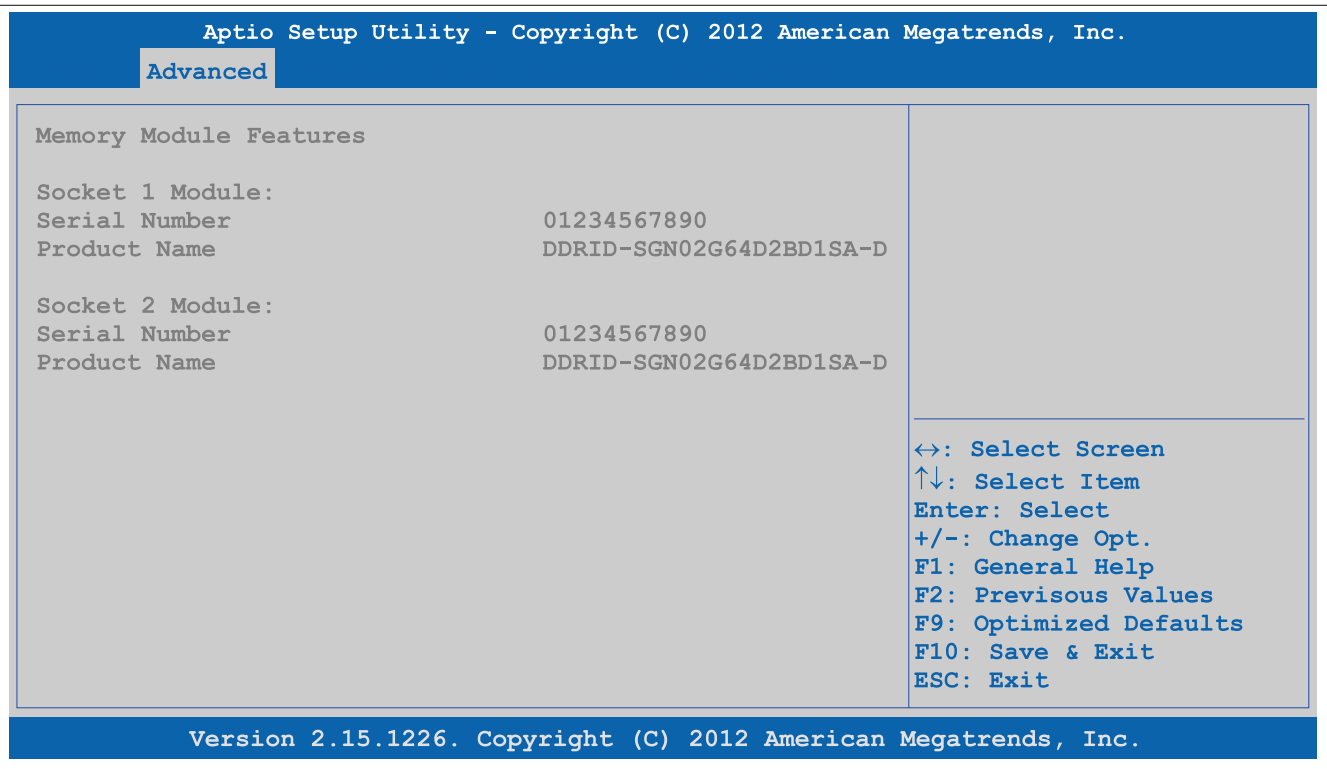 Aptio Setup Utility - Copyright (C) 2012 American Megatrends, Inc.
Advanced
Memory Module Features
Socket 1 Module:
Serial Number 01234567890
Product Name DDRID-SGN02G64D2BD1SA-D
Socket 2 Module:
Serial Number 01234567890
Product Name DDRID-SGN02G64D2BD1SA-D
↔: Select Screen
↑↓: Select Item
Enter: Select
+/-: Change Opt.
F1: General Help
F2: Previsous Values
F9: Optimized Defaults
F10: Save & Exit
ESC: Exit
Version 2.15.1226. Copyright (C) 2012 American Megatrends, Inc.